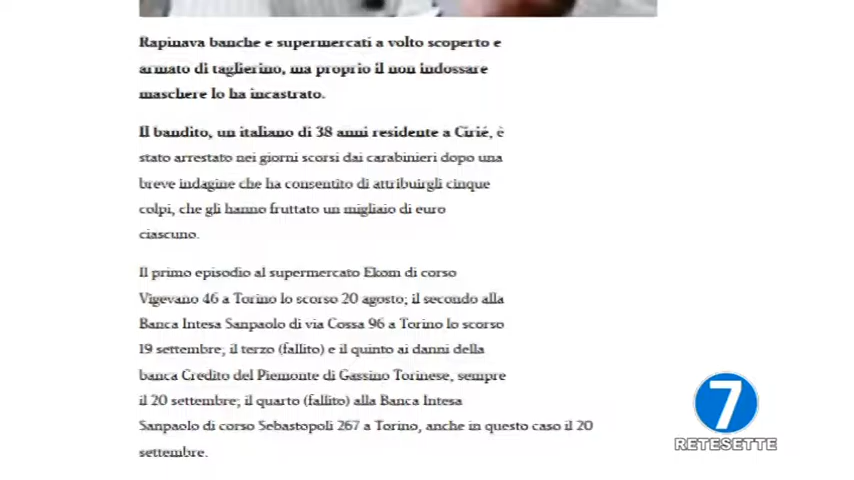 Rapinava banche e supermercati a volto scoperto e
armato di taglierino, ma proprio il non indossare
maschere lo ha incastrato.
Il bandito, un italiano di 38 anni residente a Cirié, è
stato arrestato nei giorni scorsi dai carabinieri dopo una
breve indagine che ha consentito di attribuirgli cinque
colpi, che gli hanno fruttato un migliaio di euro
ciascuno.
Il primo episodio al supermercato Ekom di corso
Vigevano 46 a Torino lo scorso 20 agosto; il secondo alla
Banca Intesa Sanpaolo di via Cossa 96 a Torino lo scorso
19 settembre; il terzo (fallito) e il quinto ai danni della
banca Credito del Piemonte di Gassino Torinese, sempre
il 20 settembre; il quarto (fallito) alla Banca Intesa
Sanpaolo di corso Sebastopoli 267 a Torino, anche in questo caso il 20
settembre.
7
RETESETTE